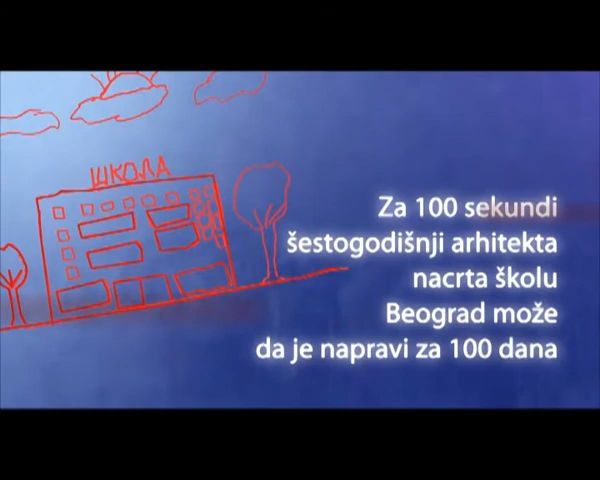 ШКОЛА
Za 100 sekundi
šestogodišnji arhitekta
nacrta školu
Beograd može
da je napravi za 100 dana